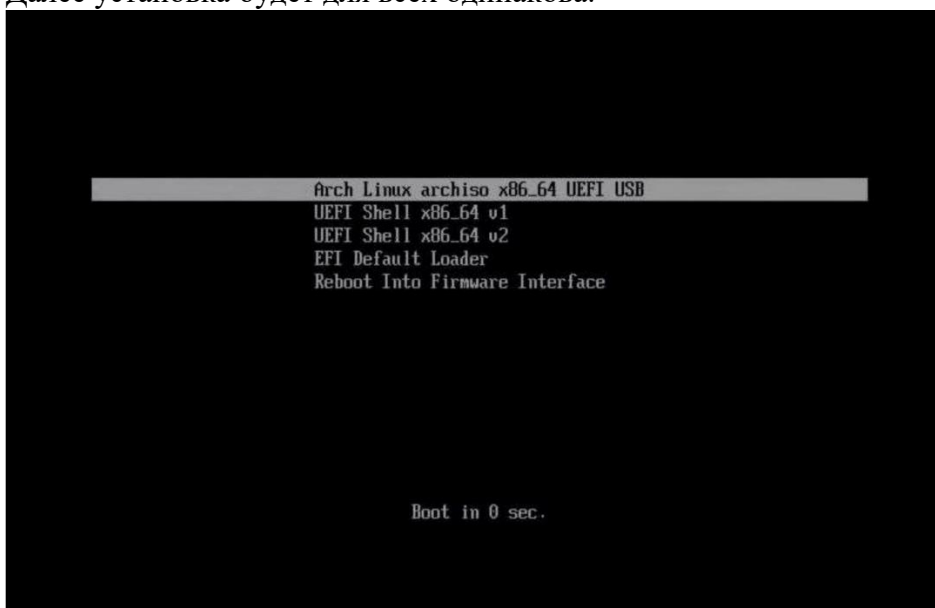 Далее установка будет для всех одинакова.
Arch Linux archiso x86_64 UEFI USB
UEFI Shell x86_64 v1
UEFI Shell x86_64 v2
EFI Default Loader
Reboot Into Firmware Interface
Boot in 0 sec.